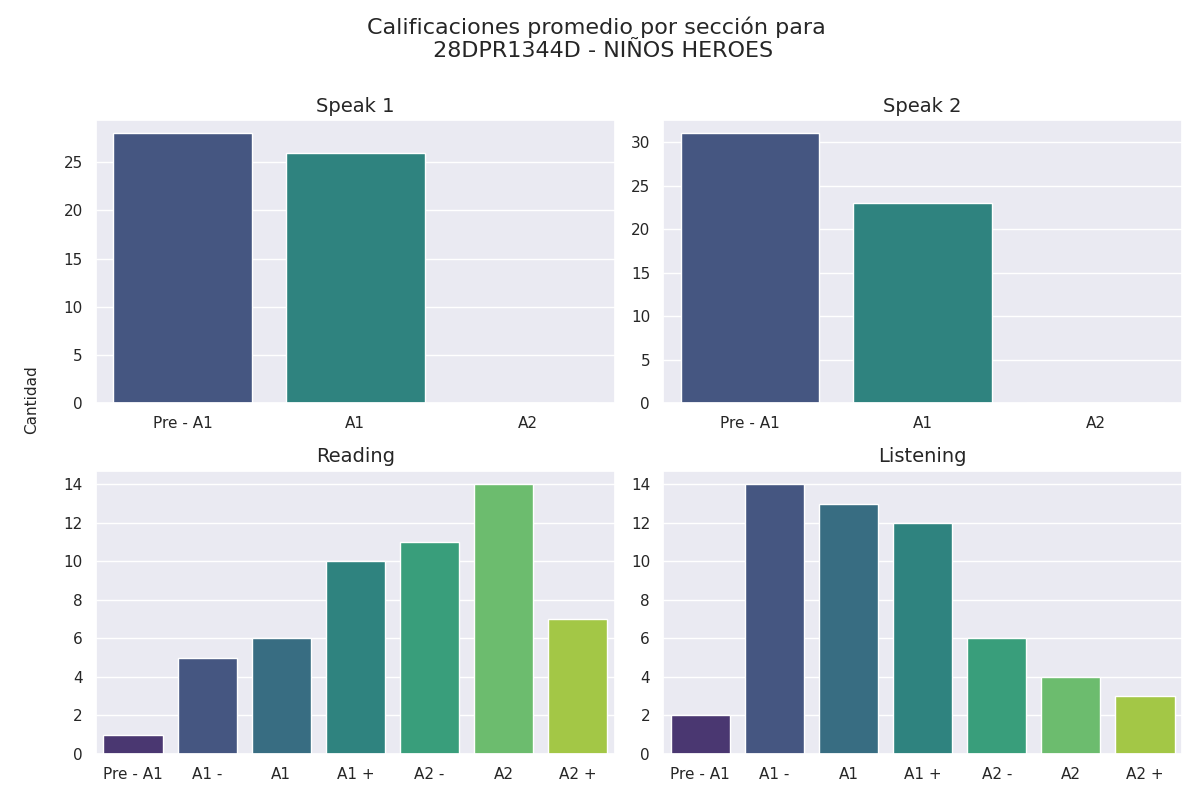 Calificaciones promedio por sección para
28DPR1344D - NIÑOS HEROES
Cantidad
Speak 1
25
20
15
10
5
0
Pre - A1 A1 A2
Speak 2
30
25
20
15
10
5
0
Pre - A1 A1 A2
Reading
14
12
10
8
6
4
2
0
Pre - A1 A1 - A1 A1 + A2 - A2 A2 +
Listening
14
12
10
8
6
4
2
0
Pre - A1 A1 - A1 A1 + A2 - A2 A2 +